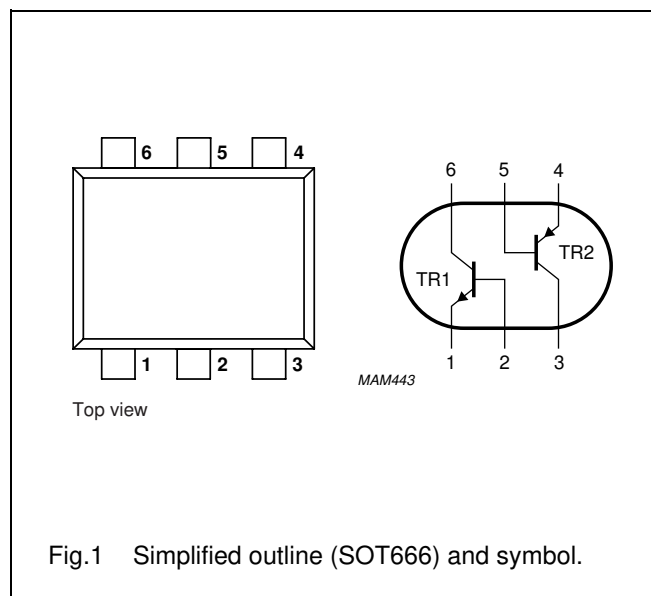 6 5 4
1 2 3
Top view
6 5 4
TR1 TR2
1 2 3
MAM443
Fig.1 Simplified outline (SOT666) and symbol.